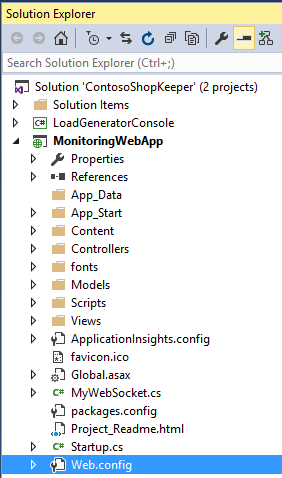 Solution Explorer
Search Solution Explorer (Ctrl+;)
Solution 'ContosoShopKeeper' (2 projects)
Solution Items
C# LoadGeneratorConsole
MonitoringWebApp
Properties
References
App_Data
App_Start
Content
Controllers
fonts
Models
Scripts
Views
ApplicationInsights.config
favicon.ico
Global.asax
C# MyWebSocket.cs
packages.config
Project_Readme.html
C# Startup.cs
Web.config